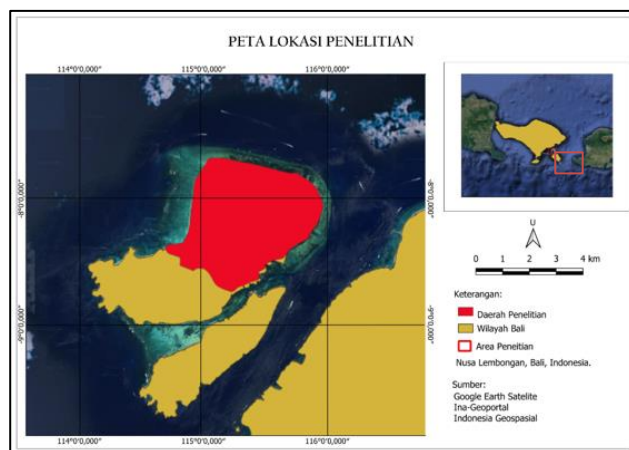 PETA LOKASI PENELITIAN
114°0'0,000" 115°0'0,000" 116°0'0,000"
-8°0'0,000" -8°0'0,000"
-9°0'0,000" -9°0'0,000"
114°0'0,000" 115°0'0,000" 116°0'0,000"
U
0 1 2 3 4 km
Keterangan:
Daerah Penelitian
Wilayah Bali
Area Peneitian
Nusa Lembongan, Bali, Indonesia.
Sumber:
Google Earth Satelite
Ina-Geoportal
Indonesia Geospasial